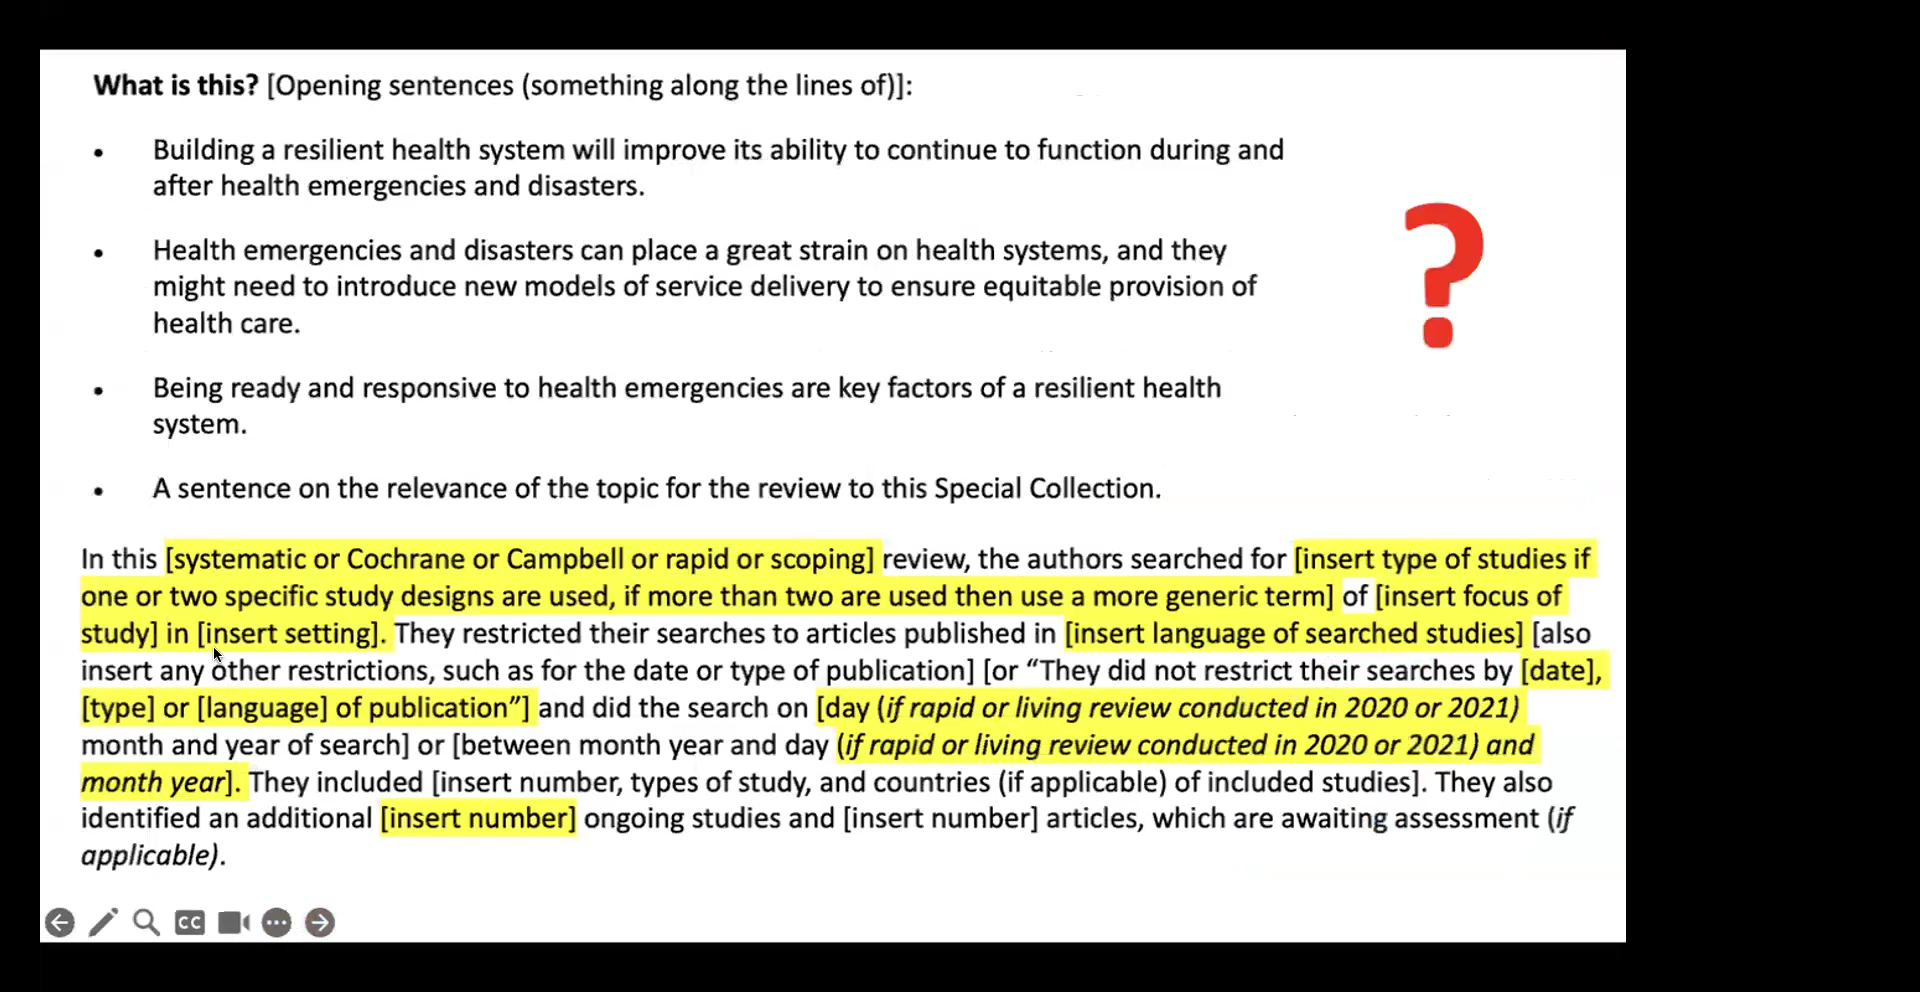 What is this? [Opening sentences (something along the lines of)]:
• Building a resilient health system will improve its ability to continue to function during and
after health emergencies and disasters.
• Health emergencies and disasters can place a great strain on health systems, and they
might need to introduce new models of service delivery to ensure equitable provision of
health care.
• Being ready and responsive to health emergencies are key factors of a resilient health
system.
• A sentence on the relevance of the topic for the review to this Special Collection.
?
In this [systematic or Cochrane or Campbell or rapid or scoping] review, the authors searched for [insert type of studies if
one or two specific study designs are used, if more than two are used then use a more generic term] of [insert focus of
study] in [insert setting]. They restricted their searches to articles published in [insert language of searched studies] [also
insert any other restrictions, such as for the date or type of publication] [or “They did not restrict their searches by [date],
[type] or [language] of publication”] and did the search on [day (if rapid or living review conducted in 2020 or 2021)
month and year of search] or [between month year and day (if rapid or living review conducted in 2020 or 2021) and
month year]. They included [insert number, types of study, and countries (if applicable) of included studies]. They also
identified an additional [insert number] ongoing studies and [insert number] articles, which are awaiting assessment (if
applicable).
CC